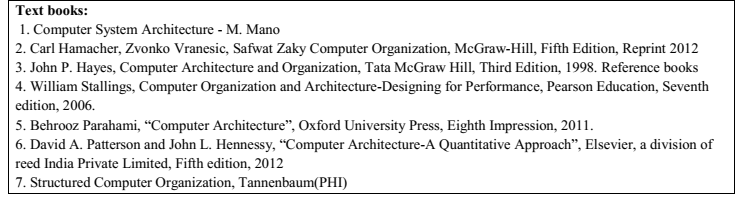 Text books:
1. Computer System Architecture - M. Mano
2. Carl Hamacher, Zvonko Vranesic, Safwat Zaky Computer Organization, McGraw-Hill, Fifth Edition, Reprint 2012
3. John P. Hayes, Computer Architecture and Organization, Tata McGraw Hill, Third Edition, 1998. Reference books
4. William Stallings, Computer Organization and Architecture-Designing for Performance, Pearson Education, Seventh
edition, 2006.
5. Behrooz Parahami, “Computer Architecture”, Oxford University Press, Eighth Impression, 2011.
6. David A. Patterson and John L. Hennessy, “Computer Architecture-A Quantitative Approach”, Elsevier, a division of
reed India Private Limited, Fifth edition, 2012
7. Structured Computer Organization, Tannenbaum(PHI)